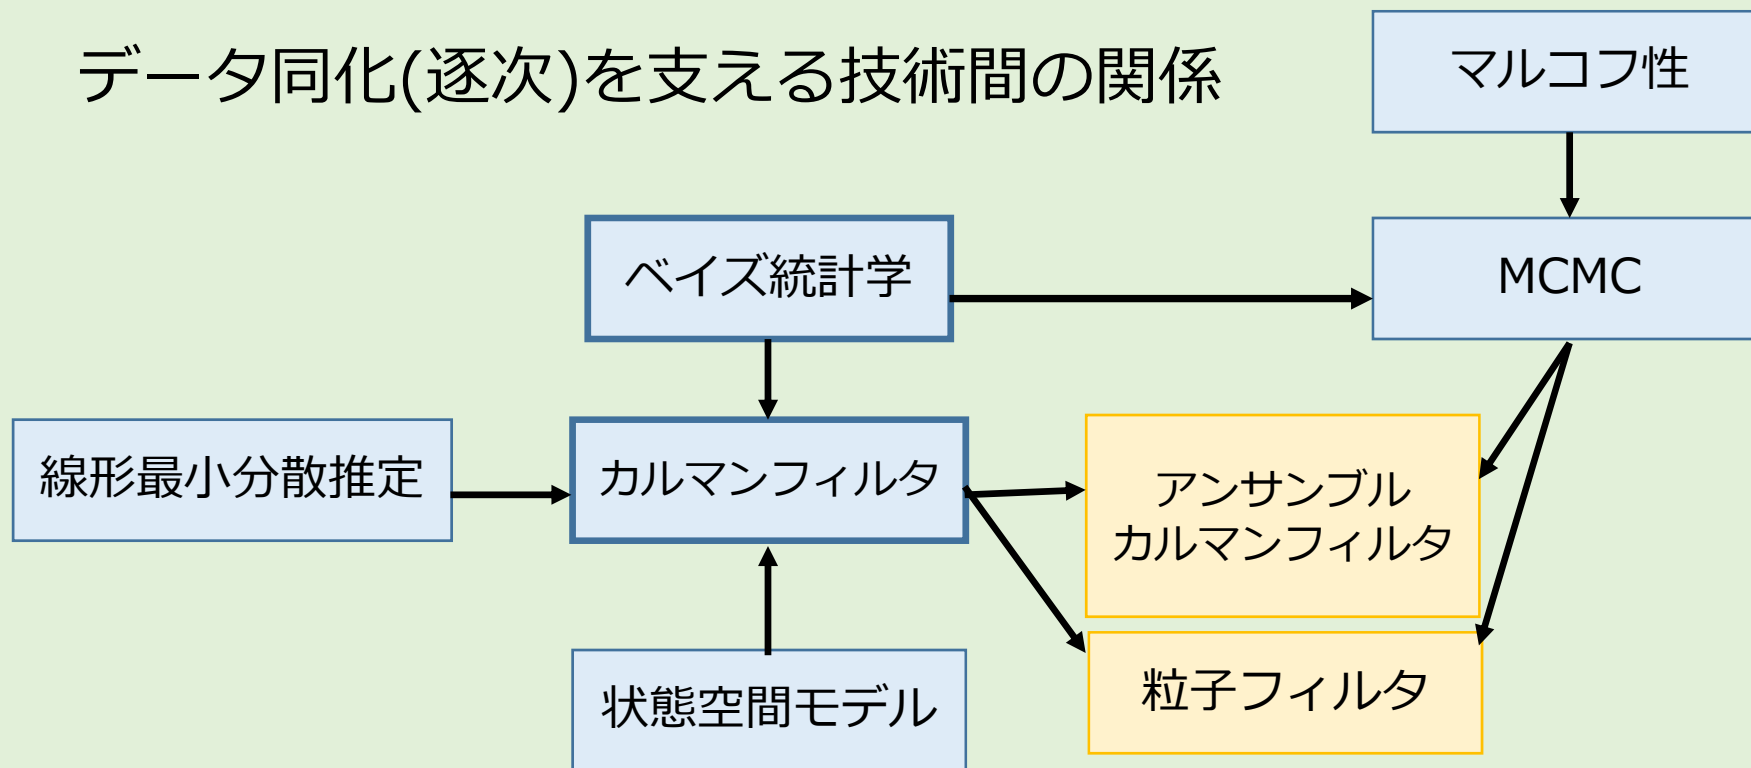 データ同化(逐次)を支える技術間の関係
マルコフ性
ベイズ統計学
MCMC
線形最小分散推定
カルマンフィルタ
アンサンブル
カルマンフィルタ
状態空間モデル
粒子フィルタ